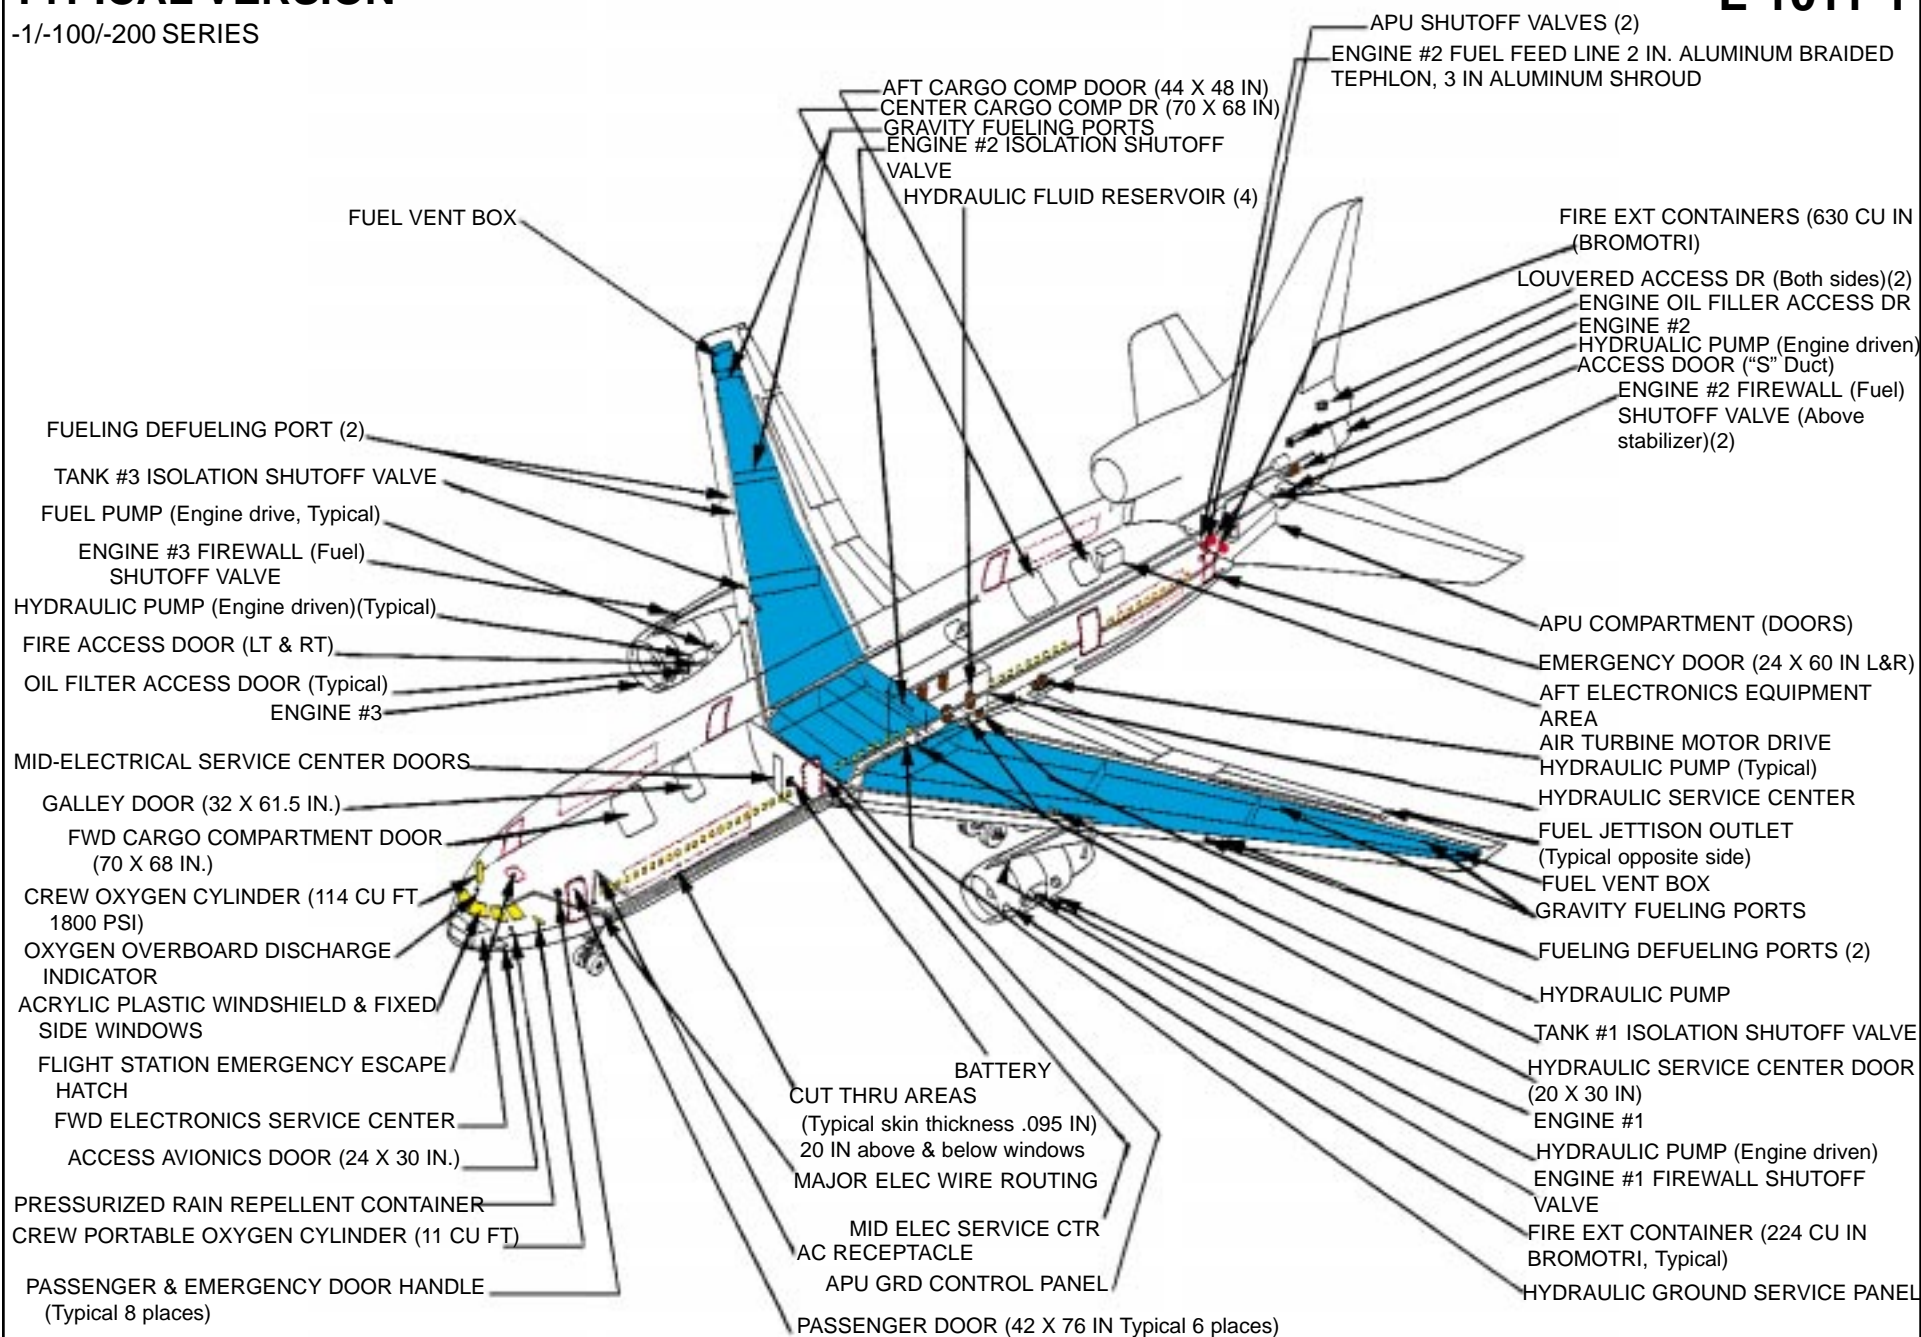 TYPICAL VERSION
L-1011-1
-1/-100/-200 SERIES
APU SHUTOFF VALVES (2)
ENGINE #2 FUEL FEED LINE 2 IN. ALUMINUM BRAIDED
TEPHLON, 3 IN ALUMINUM SHROUD
AFT CARGO COMP DOOR (44 X 48 IN)
CENTER CARGO COMP DR (70 X 68 IN)
GRAVITY FUELING PORTS
ENGINE #2 ISOLATION SHUTOFF
VALVE
HYDRAULIC FLUID RESERVOIR (4)
FUEL VENT BOX
FIRE EXT CONTAINERS (630 CU IN
(BROMOTRI)
LOUVERED ACCESS DR (Both sides)(2)
ENGINE OIL FILLER ACCESS DR
ENGINE #2
HYDRUALIC PUMP (Engine driven)
ACCESS DOOR (“S” Duct)
ENGINE #2 FIREWALL (Fuel)
SHUTOFF VALVE (Above
stabilizer)(2)
FUELING DEFUELING PORT (2)
TANK #3 ISOLATION SHUTOFF VALVE
FUEL PUMP (Engine drive, Typical)
ENGINE #3 FIREWALL (Fuel)
SHUTOFF VALVE
HYDRAULIC PUMP (Engine driven)(Typical)
FIRE ACCESS DOOR (LT & RT)
OIL FILTER ACCESS DOOR (Typical)
ENGINE #3
MID-ELECTRICAL SERVICE CENTER DOORS
GALLEY DOOR (32 X 61.5 IN.)
FWD CARGO COMPARTMENT DOOR
(70 X 68 IN.)
CREW OXYGEN CYLINDER (114 CU FT
1800 PSI)
OXYGEN OVERBOARD DISCHARGE
INDICATOR
ACRYLIC PLASTIC WINDSHIELD & FIXED
SIDE WINDOWS
FLIGHT STATION EMERGENCY ESCAPE
HATCH
FWD ELECTRONICS SERVICE CENTER
ACCESS AVIONICS DOOR (24 X 30 IN.)
PRESSURIZED RAIN REPELLENT CONTAINER
CREW PORTABLE OXYGEN CYLINDER (11 CU FT)
PASSENGER & EMERGENCY DOOR HANDLE
(Typical 8 places)
BATTERY
CUT THRU AREAS
(Typical skin thickness .095 IN)
20 IN above & below windows
MAJOR ELEC WIRE ROUTING
MID ELEC SERVICE CTR
AC RECEPTACLE
APU GRD CONTROL PANEL
PASSENGER DOOR (42 X 76 IN Typical 6 places)
APU COMPARTMENT (DOORS)
EMERGENCY DOOR (24 X 60 IN L&R)
AFT ELECTRONICS EQUIPMENT
AREA
AIR TURBINE MOTOR DRIVE
HYDRAULIC PUMP (Typical)
HYDRAULIC SERVICE CENTER
FUEL JETTISON OUTLET
(Typical opposite side)
FUEL VENT BOX
GRAVITY FUELING PORTS
FUELING DEFUELING PORTS (2)
HYDRAULIC PUMP
TANK #1 ISOLATION SHUTOFF VALVE
HYDRAULIC SERVICE CENTER DOOR
(20 X 30 IN)
ENGINE #1
HYDRAULIC PUMP (Engine driven)
ENGINE #1 FIREWALL SHUTOFF
VALVE
FIRE EXT CONTAINER (224 CU IN
BROMOTRI, Typical)
HYDRAULIC GROUND SERVICE PANEL